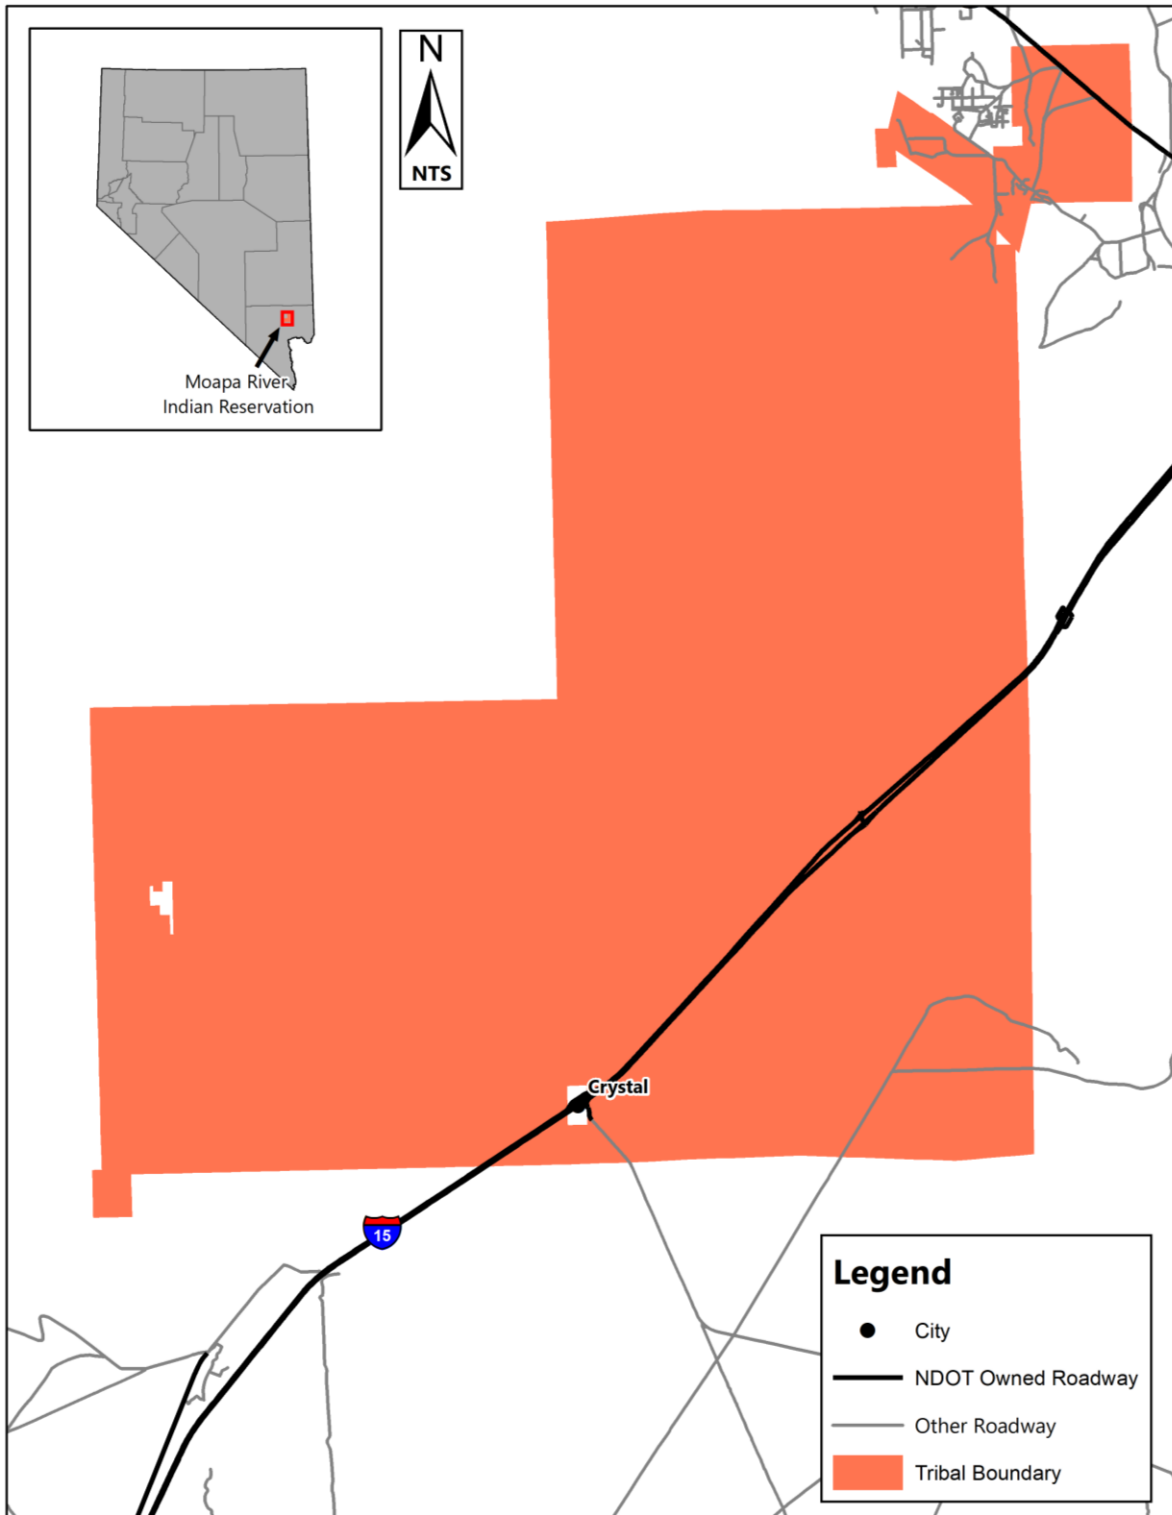 N
NTS
Moapa River
Indian Reservation
Crystal
15
Legend
City
NDOT Owned Roadway
Other Roadway
Tribal Boundary